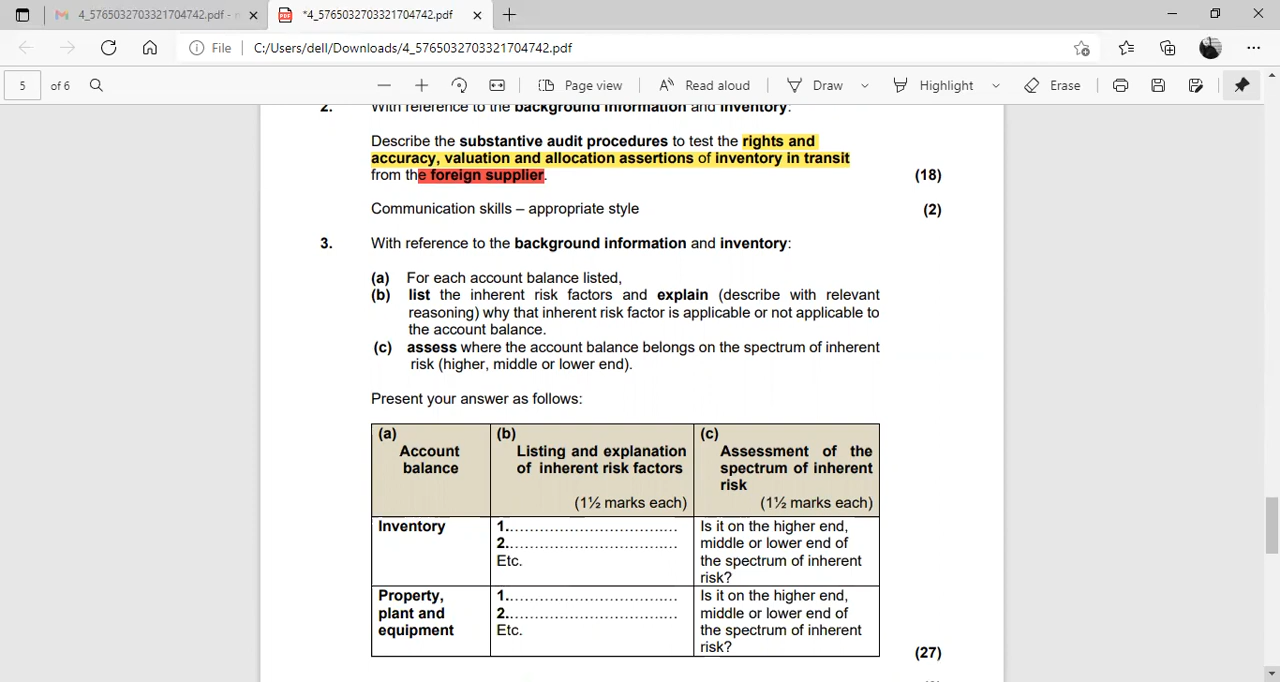 4_5765032703321704742.pdf -
*4_5765032703321704742.pdf
File
C:/Users/dell/Downloads/4_5765032703321704742.pdf
5 of 6
Page view
Read aloud
Draw
Highlight
Erase
2. With reference to the background information and inventory:
Describe the substantive audit procedures to test the rights and
accuracy, valuation and allocation assertions of inventory in transit
from the foreign supplier. (18)
Communication skills – appropriate style (2)
3. With reference to the background information and inventory:
(a) For each account balance listed,
(b) list the inherent risk factors and explain (describe with relevant
reasoning) why that inherent risk factor is applicable or not applicable to
the account balance.
(c) assess where the account balance belongs on the spectrum of inherent
risk (higher, middle or lower end).
Present your answer as follows:
(a)
Account
balance
(b)
Listing and explanation
of inherent risk factors
(1½ marks each)
(c)
Assessment of the
spectrum of inherent
risk
(1½ marks each)
Inventory
1.……………………………
2.……………………………
Etc.
Is it on the higher end,
middle or lower end of
the spectrum of inherent
risk?
Property,
plant and
equipment
1.……………………………
2.……………………………
Etc.
Is it on the higher end,
middle or lower end of
the spectrum of inherent
risk?
(27)